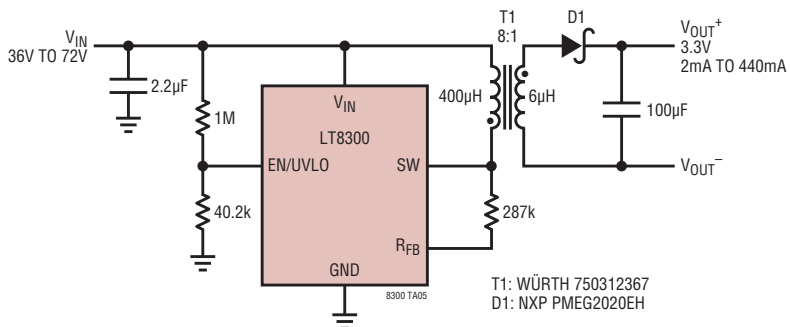 V_IN
36V TO 72V
2.2µF
1M
40.2k
V_IN
LT8300
EN/UVLO
SW
R_FB
GND
8300 TA05
T1
8:1
400µH
6µH
287k
D1
V_OUT+
3.3V
2mA TO 440mA
100µF
V_OUT–
T1: WÜRTH 750312367
D1: NXP PMEG2020EH